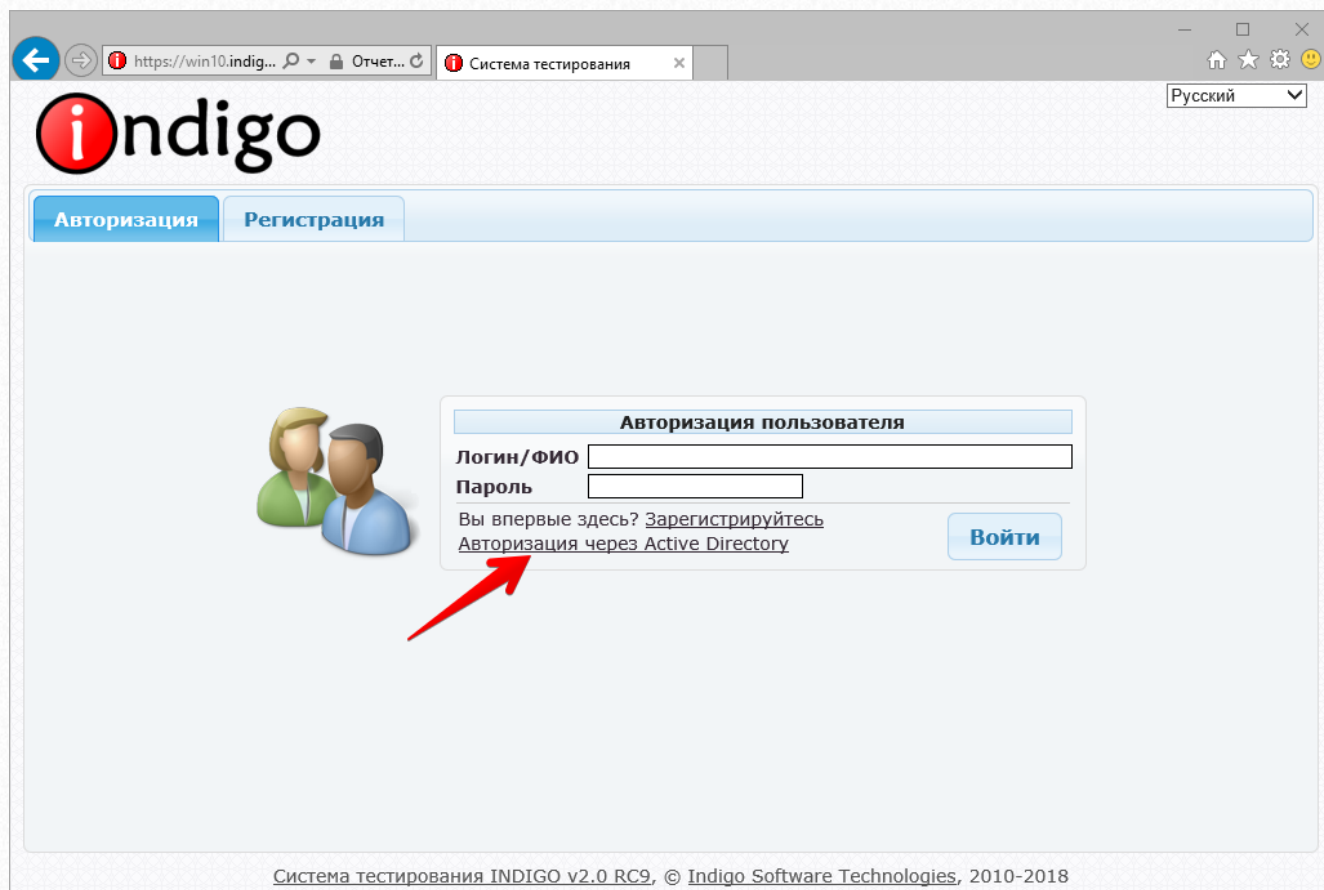 https://win10.indig... Отчет... Система тестирования
Русский
indigo
Авторизация Регистрация
Авторизация пользователя
Логин/ФИО
Пароль
Вы впервые здесь? Зарегистрируйтесь
Авторизация через Active Directory
Войти
Система тестирования INDIGO v2.0 RC9, © Indigo Software Technologies, 2010-2018